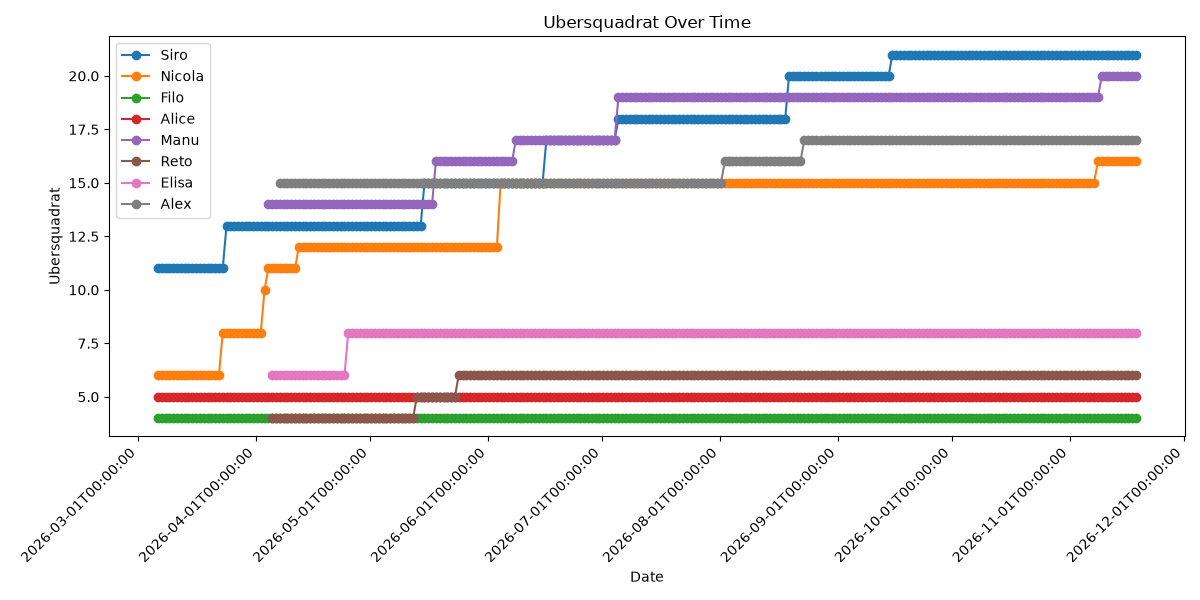 Ubersquadrat Over Time
Siro
Nicola
Filo
Alice
Manu
Reto
Elisa
Alex
Ubersquadrat
20.0
17.5
15.0
12.5
10.0
7.5
5.0
2026-03-01T00:00:00
2026-04-01T00:00:00
2026-05-01T00:00:00
2026-06-01T00:00:00
2026-07-01T00:00:00
2026-08-01T00:00:00
2026-09-01T00:00:00
2026-10-01T00:00:00
2026-11-01T00:00:00
2026-12-01T00:00:00
Date